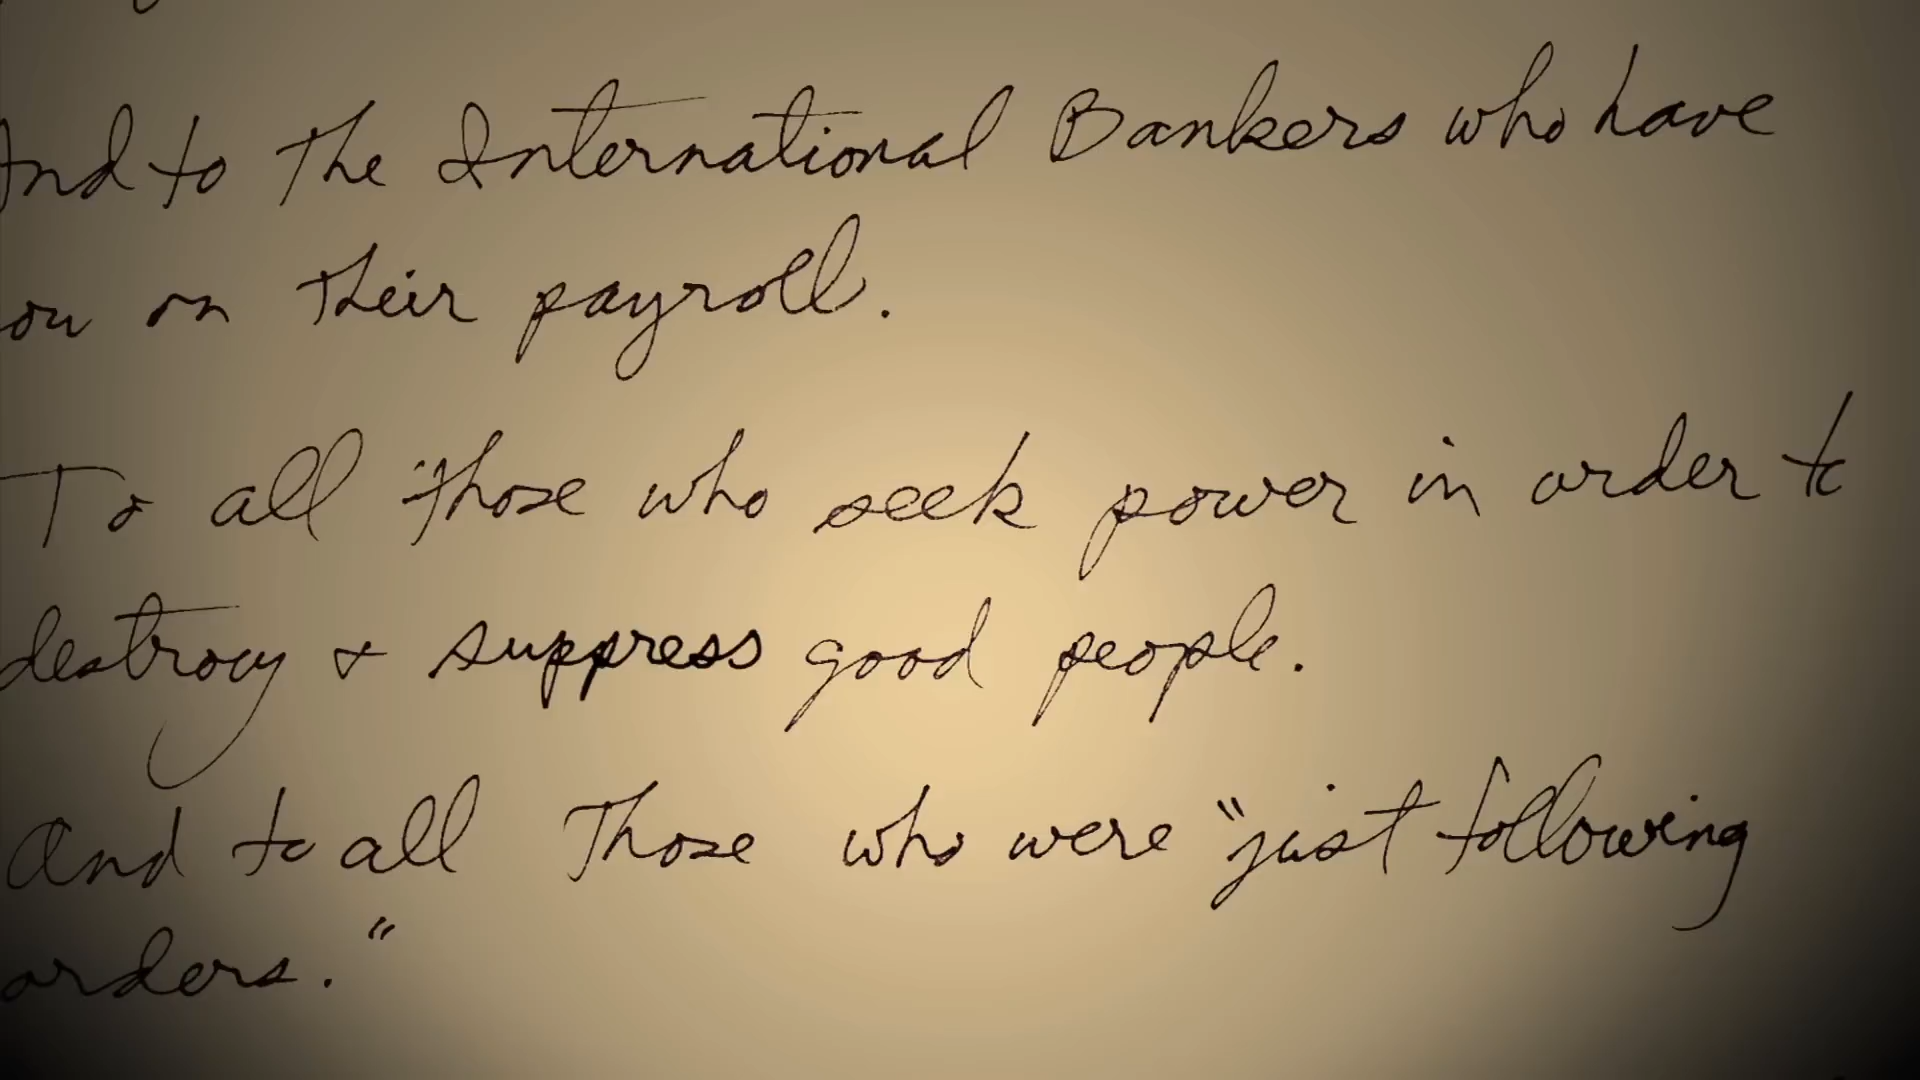 And to the International Bankers who have
ou on their payroll.
To all those who seek power in order to
destroy & suppress good people.
And to all those who were "just following
orders."